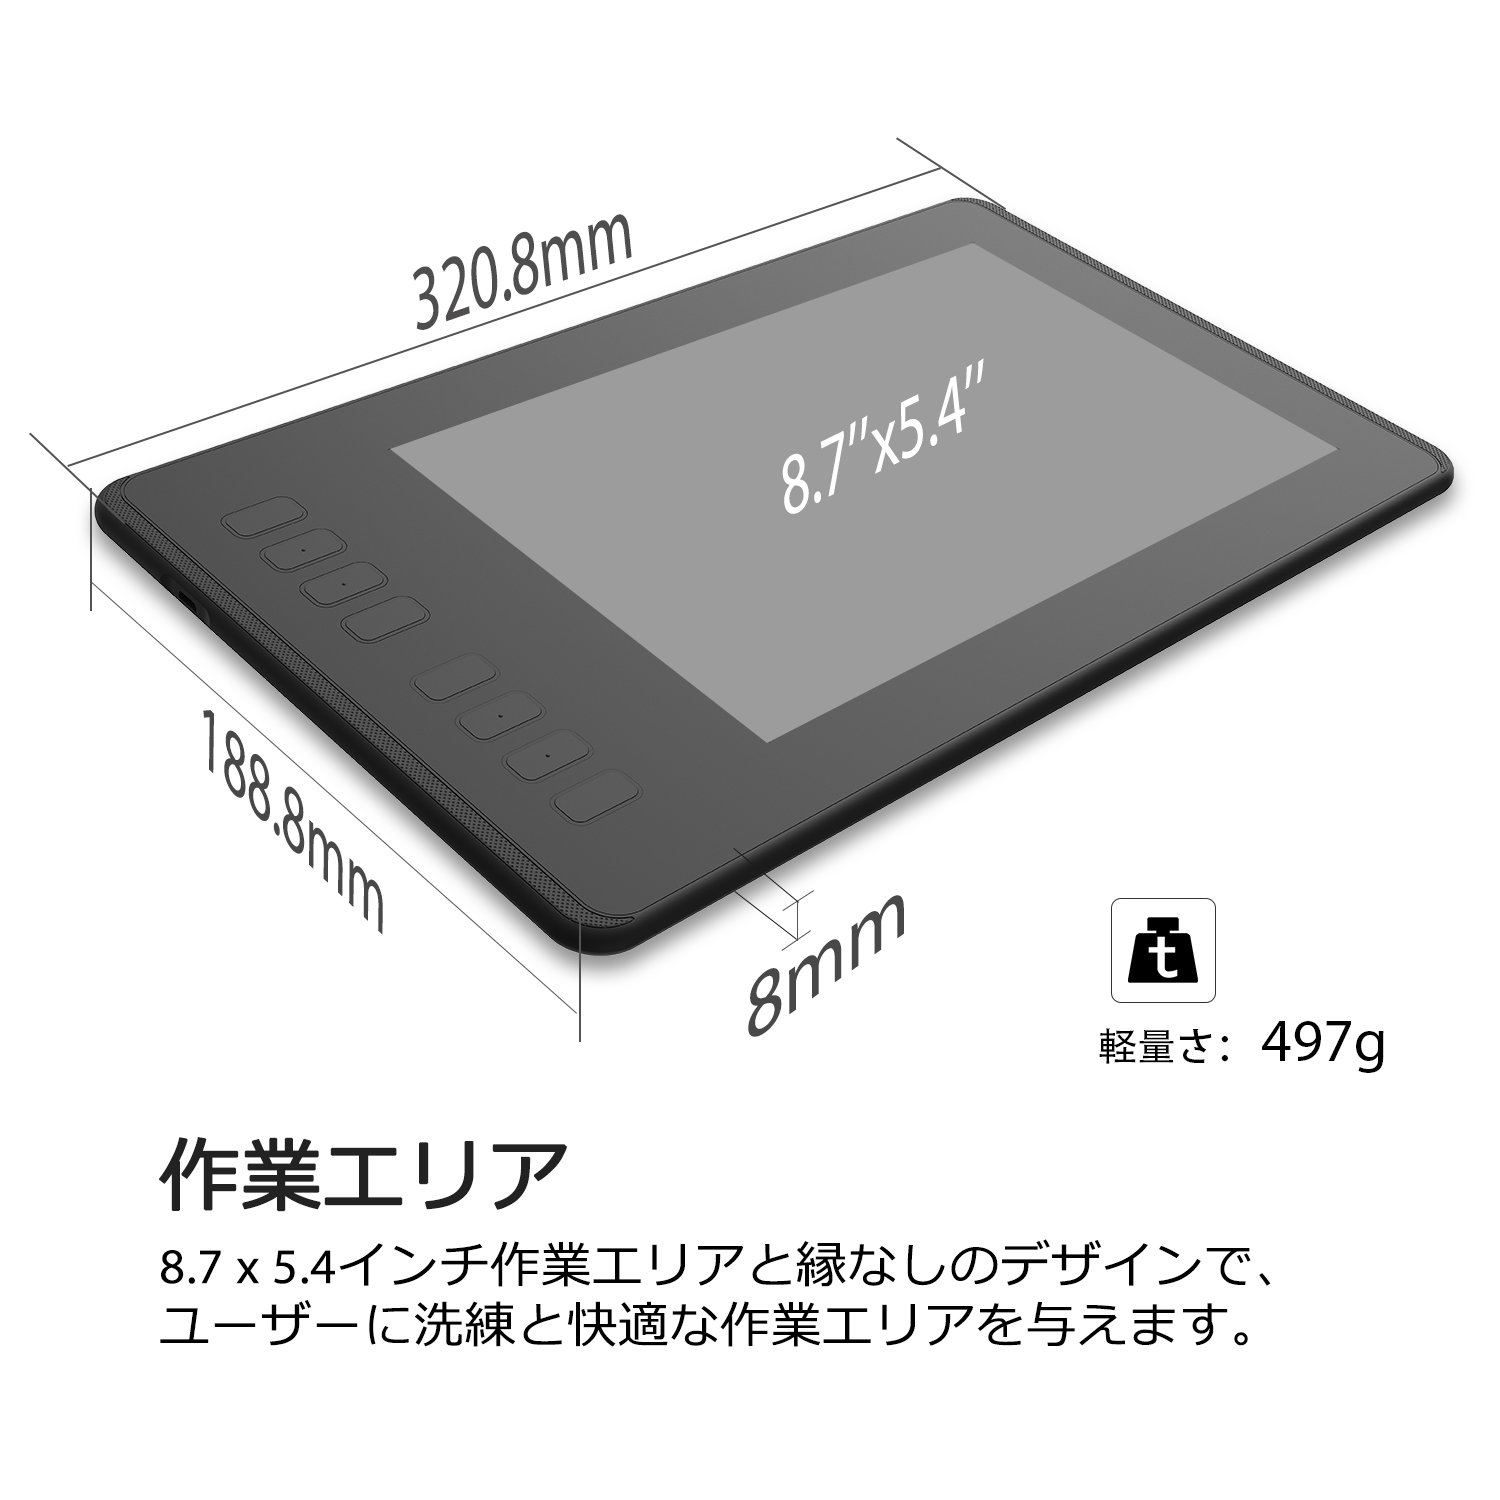 320.8mm
8.7"x5.4"
188.8mm
8mm
t
軽量さ： 497g
作業エリア
8.7 x 5.4インチ作業エリアと縁なしのデザインで、
ユーザーに洗練と快適な作業エリアを与えます。